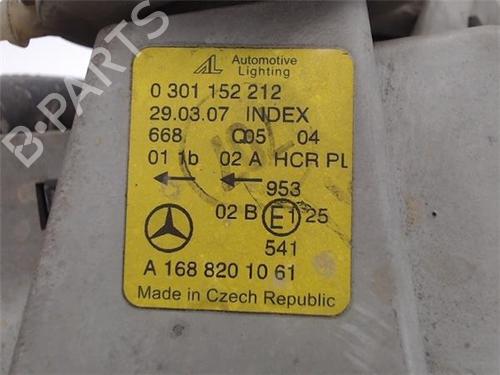 B-PARTS
AL Automotive
Lighting
0 301 152 212
29.03.07 INDEX
668 Q05 04
01 1b 02 A HCR PL
953
02 B E1 25
541
A 168 820 10 61
Made in Czech Republic